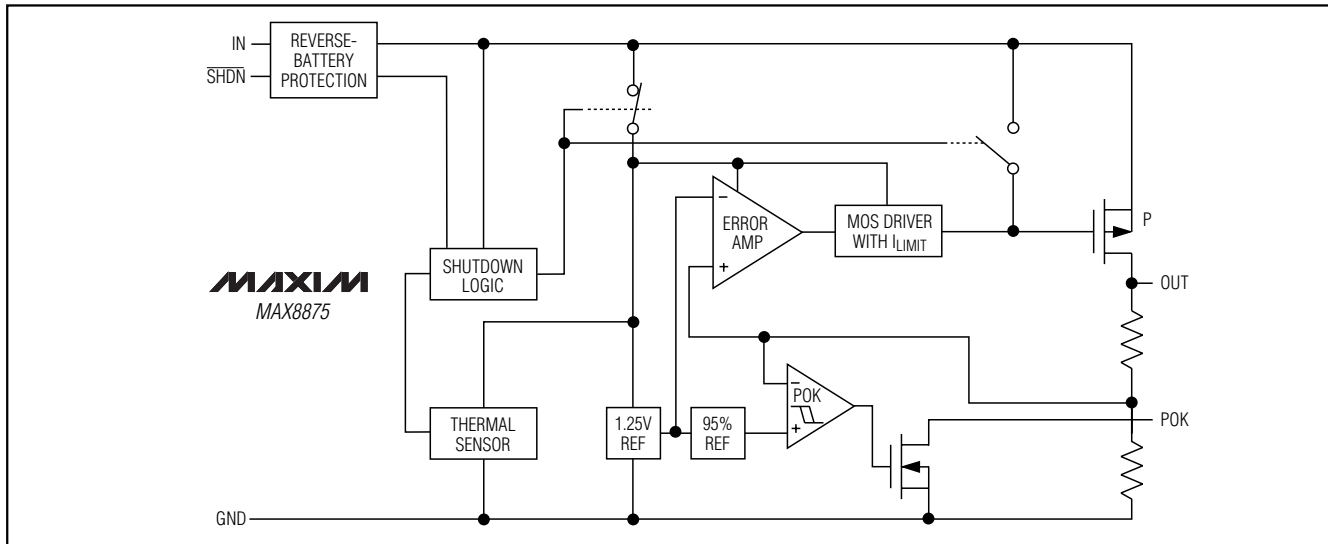 IN
SHDN
REVERSE-
BATTERY
PROTECTION
P
−
ERROR
AMP
+
MOS DRIVER
WITH ILIMIT
SHUTDOWN
LOGIC
OUT
MAXIM
MAX8875
−
POK
+
THERMAL
SENSOR
1.25V
REF
95%
REF
POK
GND